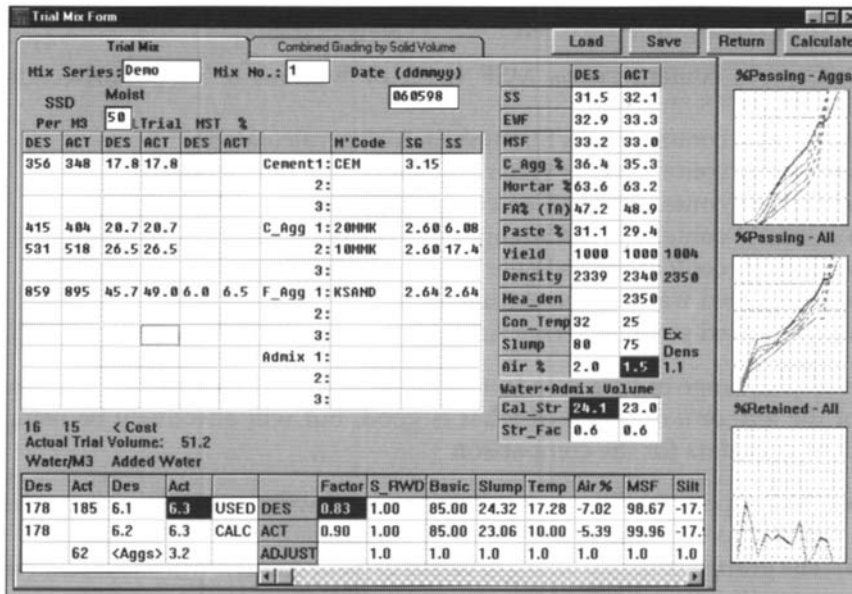 Trial Mix Form
Trial Mix Combined Grading by Solid Volume Load Save Return Calculate
Mix Series: Demo Mix No.: 1 Date (ddmmyy)
060598
SSD Moist
Per M3 50 LTrial MST %
DES ACT DES ACT DES ACT M'Code SG SS
356 348 17.8 17.8 Cement1: CEM 3.15
2:
3:
415 404 20.7 20.7 C_Agg 1: 20MMK 2.60 6.08
531 518 26.5 26.5 2: 10MMK 2.60 17.4
3:
859 895 45.7 49.0 6.0 6.5 F_Agg 1: KSAND 2.64 2.64
2:
3:
Admix 1:
2:
3:
DES ACT
SS 31.5 32.1
EWF 32.9 33.3
MSF 33.2 33.0
C_Agg % 36.4 35.3
Mortar % 63.6 63.2
FA% (TA) 47.2 48.9
Paste % 31.1 29.4
Yield 1000 1000 1004
Density 2339 2340 2350
Mea_den 2350
Con_Temp 32 25
Slump 80 75
Ex Dens
Air % 2.0 1.5 1.1
Water+Admix Volume
Cal_Str 24.1 23.0
Str_Fac 0.6 0.6
%Passing - Aggs
%Passing - All
%Retained - All
16 15 < Cost
Actual Trial Volume: 51.2
Water/M3 Added Water
Des Act Des Act Factor S_RWD Basic Slump Temp Air % MSF Silt
178 185 6.1 6.3 USED DES 0.83 1.00 85.00 24.32 17.28 -7.02 98.67 -17.
178 6.2 6.3 CALC ACT 0.90 1.00 85.00 23.06 10.00 -5.39 99.96 -17.
62 <Aggs> 3.2 ADJUST 1.0 1.0 1.0 1.0 1.0 1.0 1.0